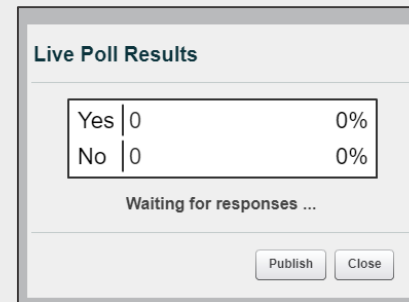 Live Poll Results
Yes 0 0%
No 0 0%
Waiting for responses ...
Publish Close